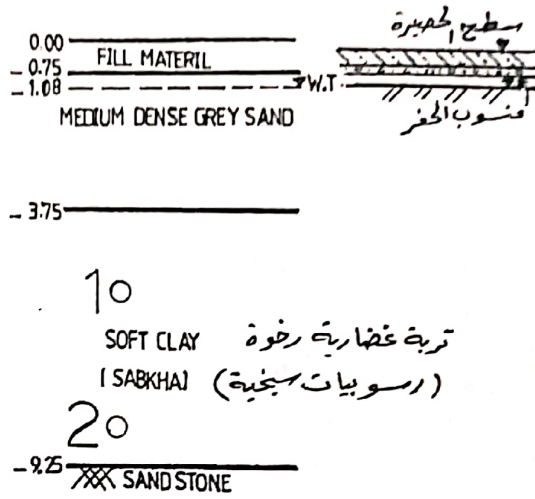 0.00
سطح الحصيرة
FILL MATERIL
- 0.75
- 1.08
W.T
MEDIUM DENSE GREY SAND
منسوب الحفر
- 3.75
10
SOFT CLAY تربة غضارية رخوة
[SABKHA] (رسوبيات سبخية)
20
- 9.25
SAND STONE